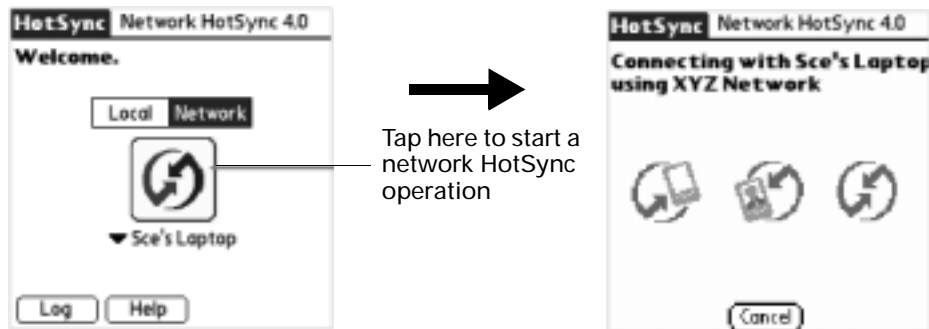 HotSync Network HotSync 4.0
Welcome.
Local Network
Sce's Laptop
Log Help
Tap here to start a
network HotSync
operation
HotSync Network HotSync 4.0
Connecting with Sce's Laptop
using XYZ Network
Cancel